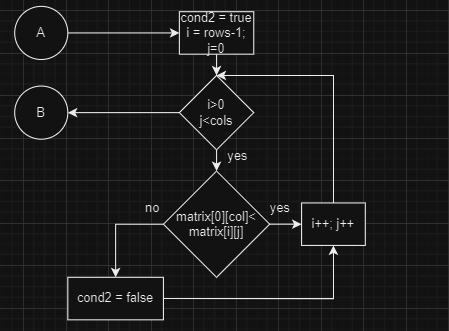 A
cond2 = true
i = rows-1;
j=0
B
i>0
j<cols
yes
no
matrix[0][col]<
matrix[i][j]
yes
i++; j++
cond2 = false